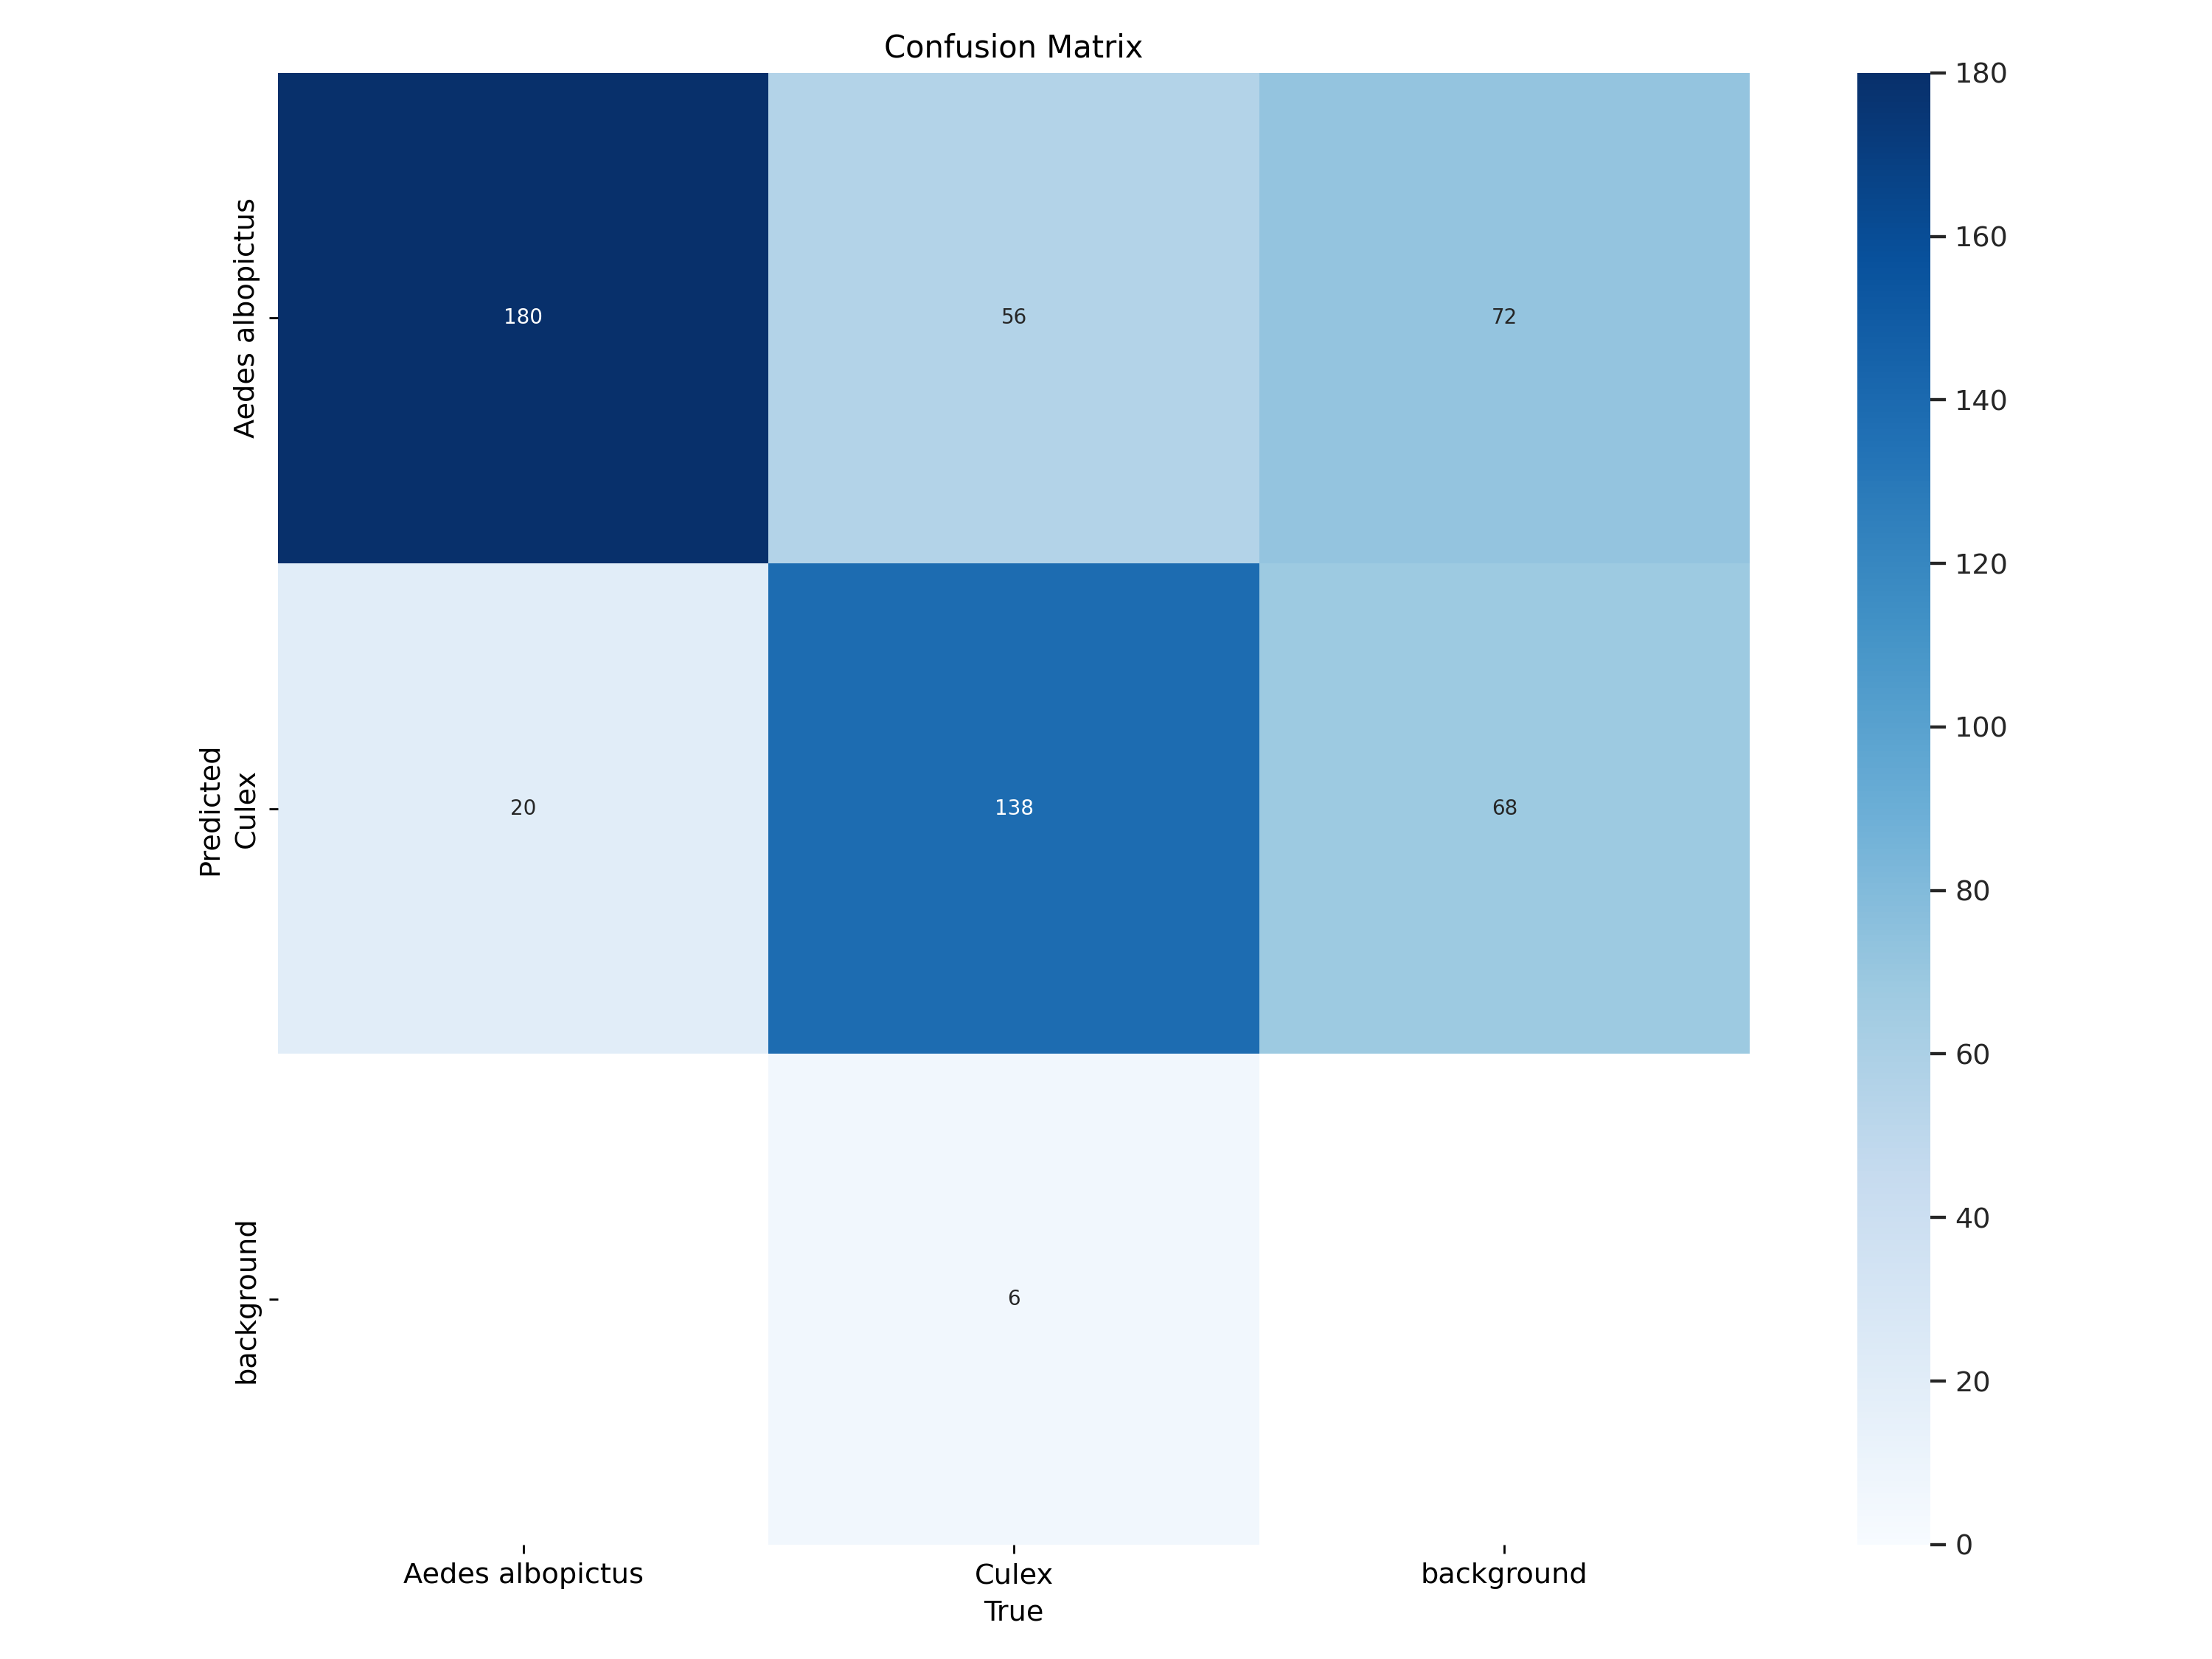 Confusion Matrix
Aedes albopictus
180
56
72
Predicted
Culex
20
138
68
background
6
Aedes albopictus
Culex
background
True
180
160
140
120
100
80
60
40
20
0